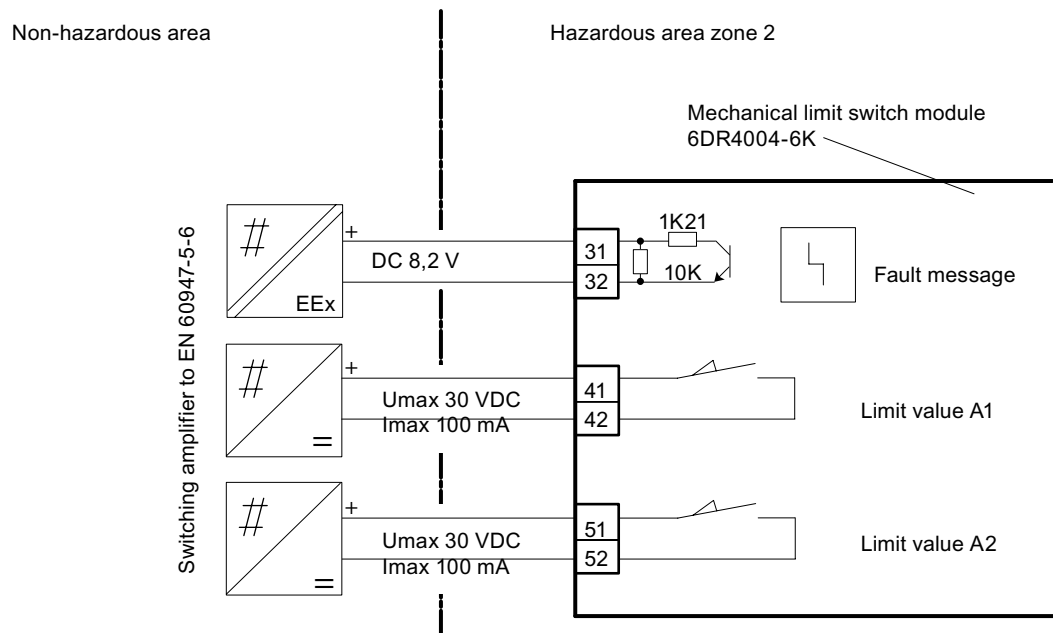 Non-hazardous area
Hazardous area zone 2
Mechanical limit switch module
6DR4004-6K
Switching amplifier to EN 60947-5-6
#
EEx
+
DC 8,2 V
31
32
1K21
10K
Fault message
#
=
+
Umax 30 VDC
Imax 100 mA
41
42
Limit value A1
#
=
+
Umax 30 VDC
Imax 100 mA
51
52
Limit value A2